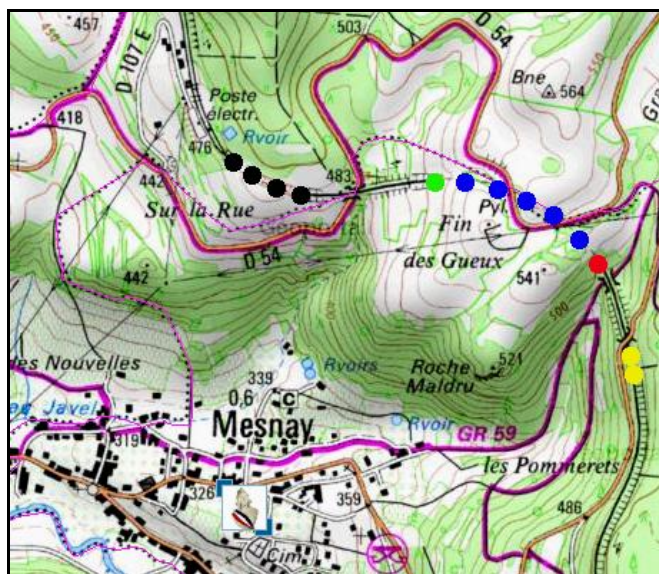 457
D 107 E
503
D 54
Bne
564
550
418
Poste
électr.
Rvoir
476
442
483
Sur la Rue
Pyl.
Fin
des Gueux
D 54
442
541
500
des Nouvelles
Rvoirs
Roche
Maldru
521
339
0,6
C
Mesnay
Javel
Rvoir
GR 59
319
les Pommerets
326
359
486
Cim.